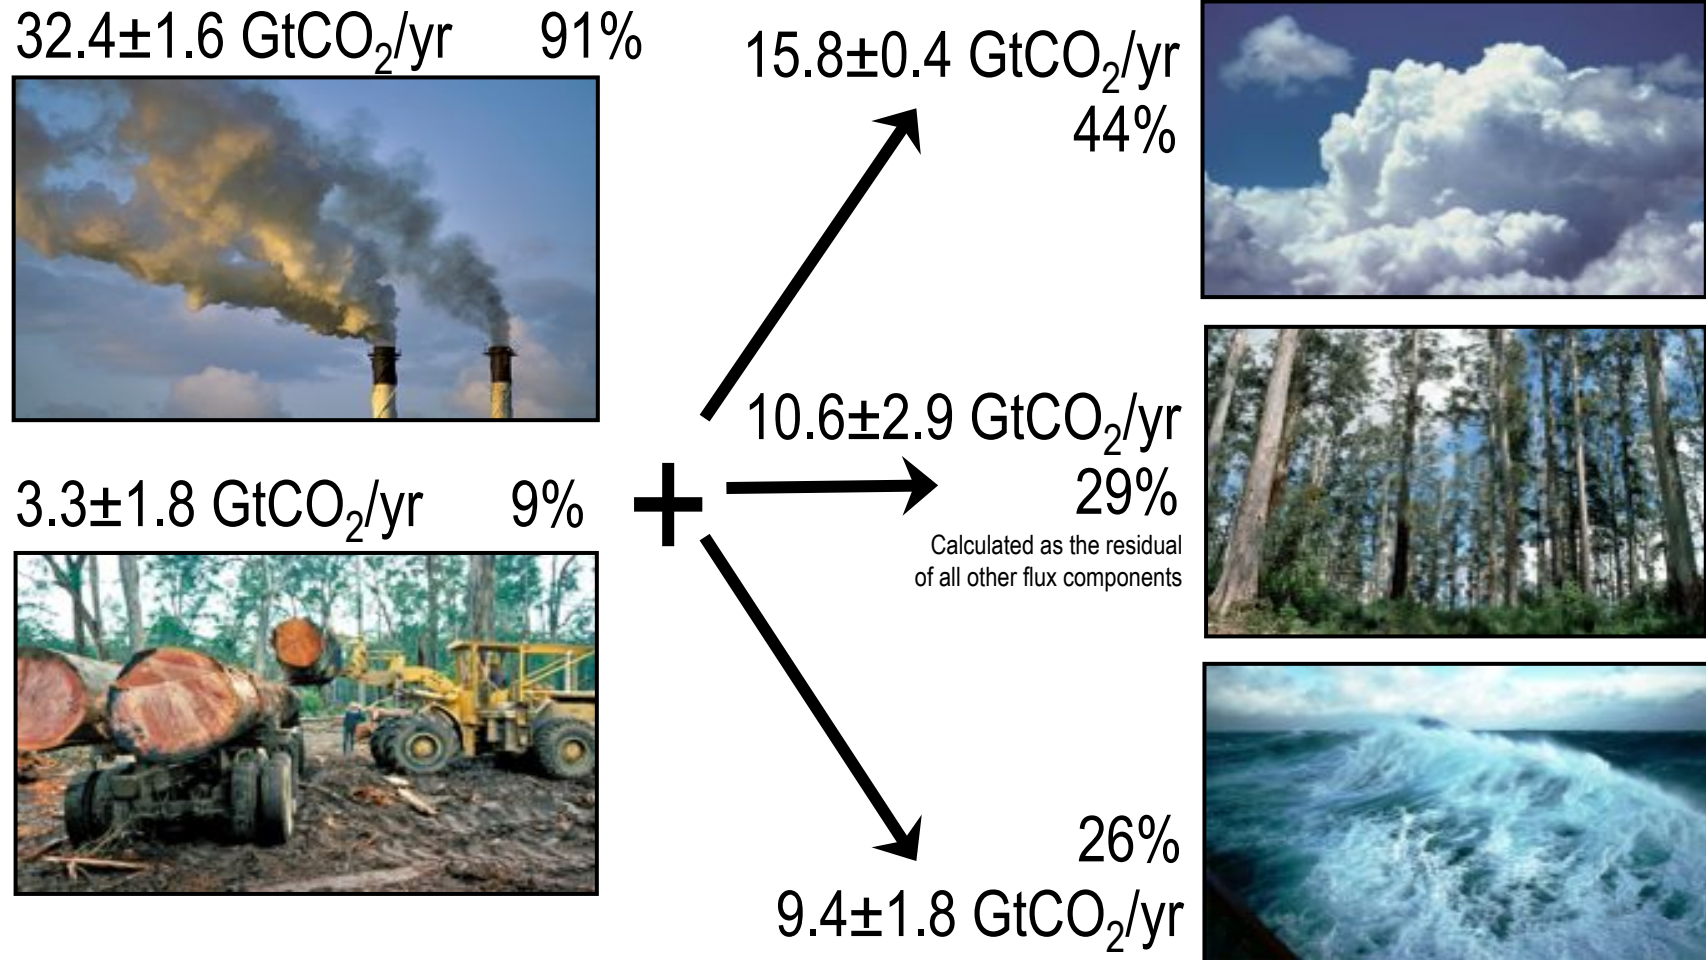 32.4±1.6 GtCO₂/yr 91%
3.3±1.8 GtCO₂/yr 9%
+
15.8±0.4 GtCO₂/yr
44%
10.6±2.9 GtCO₂/yr
29%
Calculated as the residual
of all other flux components
26%
9.4±1.8 GtCO₂/yr